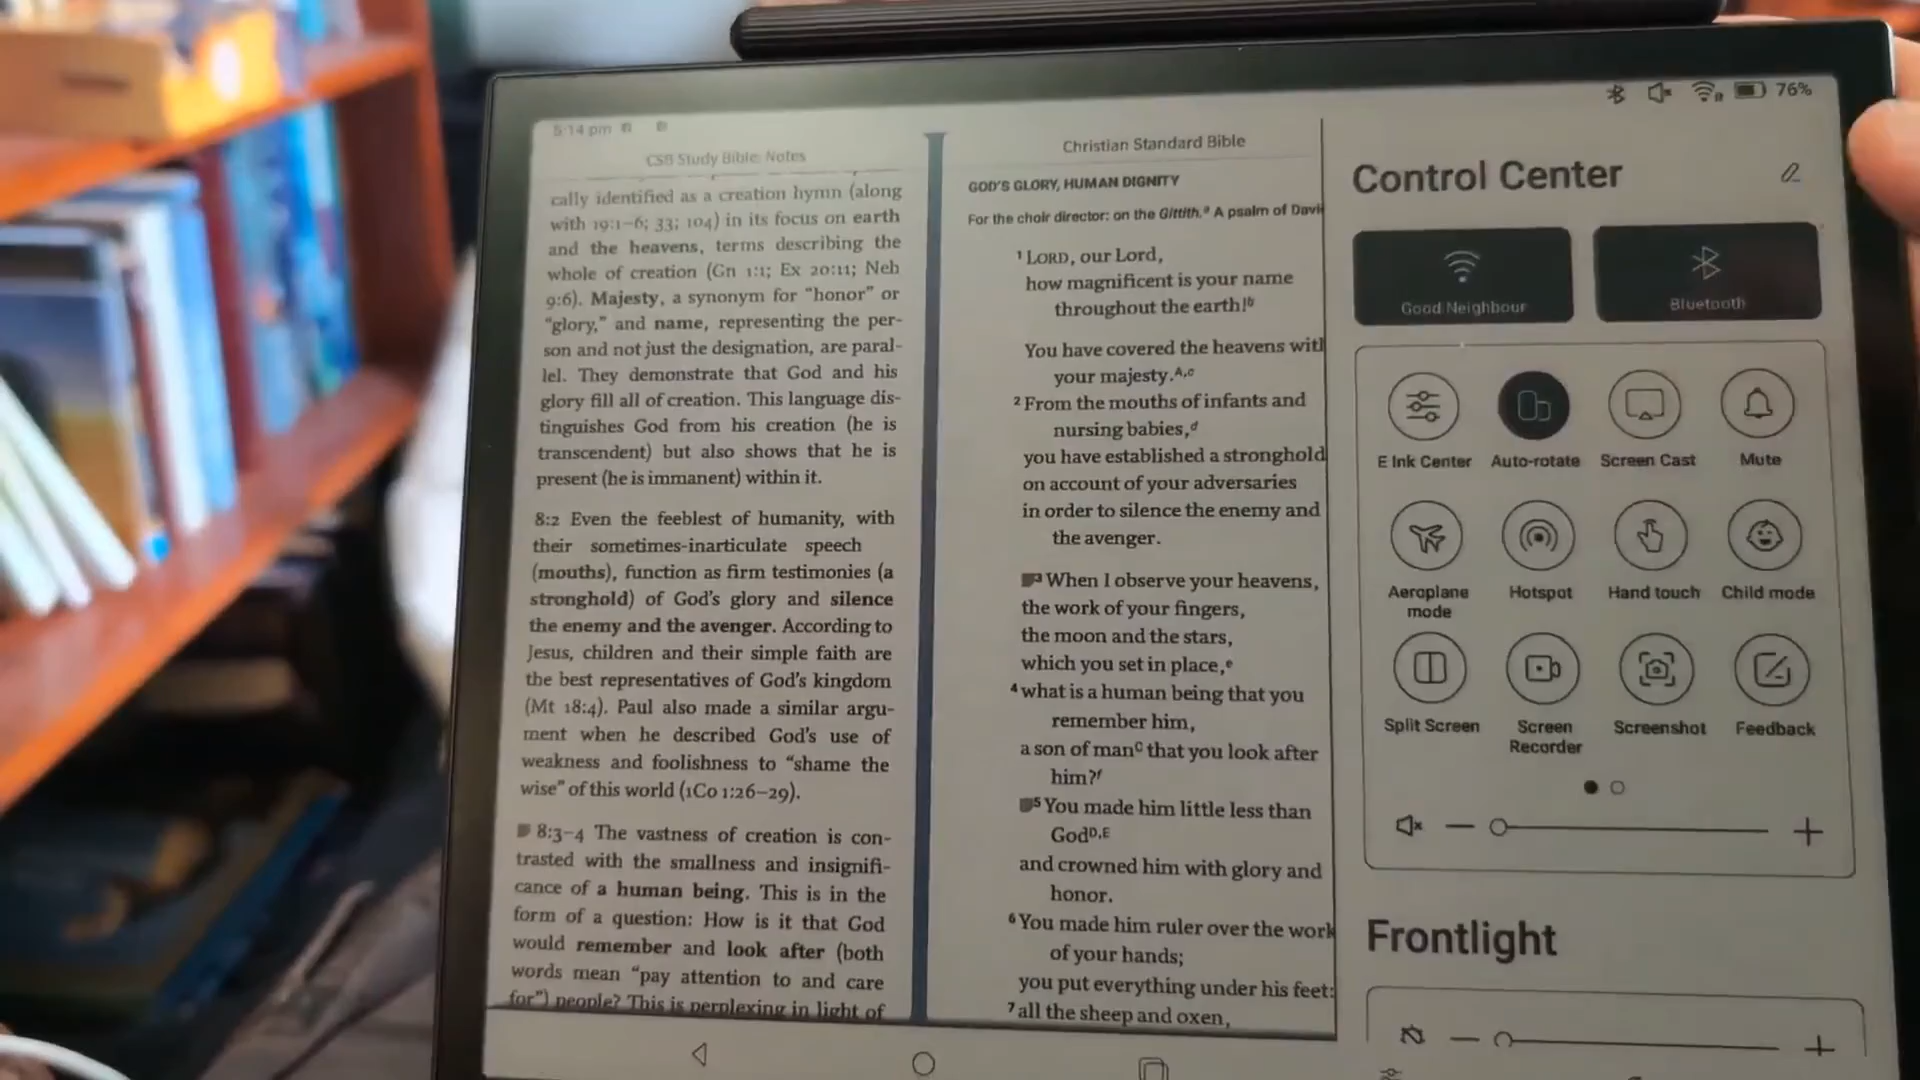 5:14 pm
76%
CSB Study Bible: Notes
cally identified as a creation hymn (along
with 19:1–6; 33; 104) in its focus on earth
and the heavens, terms describing the
whole of creation (Gn 1:1; Ex 20:11; Neh
9:6). Majesty, a synonym for “honor” or
“glory,” and name, representing the per-
son and not just the designation, are paral-
lel. They demonstrate that God and his
glory fill all of creation. This language dis-
tinguishes God from his creation (he is
transcendent) but also shows that he is
present (he is immanent) within it.
8:2 Even the feeblest of humanity, with
their sometimes-inarticulate speech
(mouths), function as firm testimonies (a
stronghold) of God's glory and silence
the enemy and the avenger. According to
Jesus, children and their simple faith are
the best representatives of God's kingdom
(Mt 18:4). Paul also made a similar argu-
ment when he described God's use of
weakness and foolishness to “shame the
wise” of this world (1Co 1:26–29).
8:3–4 The vastness of creation is con-
trasted with the smallness and insignifi-
cance of a human being. This is in the
form of a question: How is it that God
would remember and look after (both
words mean “pay attention to and care
for”) people? This is perplexing in light of
Christian Standard Bible
GOD'S GLORY, HUMAN DIGNITY
For the choir director: on the Gittith.ᵃ A psalm of Davi
1 LORD, our Lord,
how magnificent is your name
throughout the earth!b
You have covered the heavens with
your majesty.A,c
2 From the mouths of infants and
nursing babies,d
you have established a stronghold
on account of your adversaries
in order to silence the enemy and
the avenger.
3 When I observe your heavens,
the work of your fingers,
the moon and the stars,
which you set in place,e
4 what is a human being that you
remember him,
a son of manC that you look after
him?f
5 You made him little less than
GodD,E
and crowned him with glory and
honor.
6 You made him ruler over the work
of your hands;
you put everything under his feet:
7 all the sheep and oxen,
Control Center
Good Neighbour
Bluetooth
E Ink Center
Auto-rotate
Screen Cast
Mute
Aeroplane mode
Hotspot
Hand touch
Child mode
Split Screen
Screen Recorder
Screenshot
Feedback
Frontlight